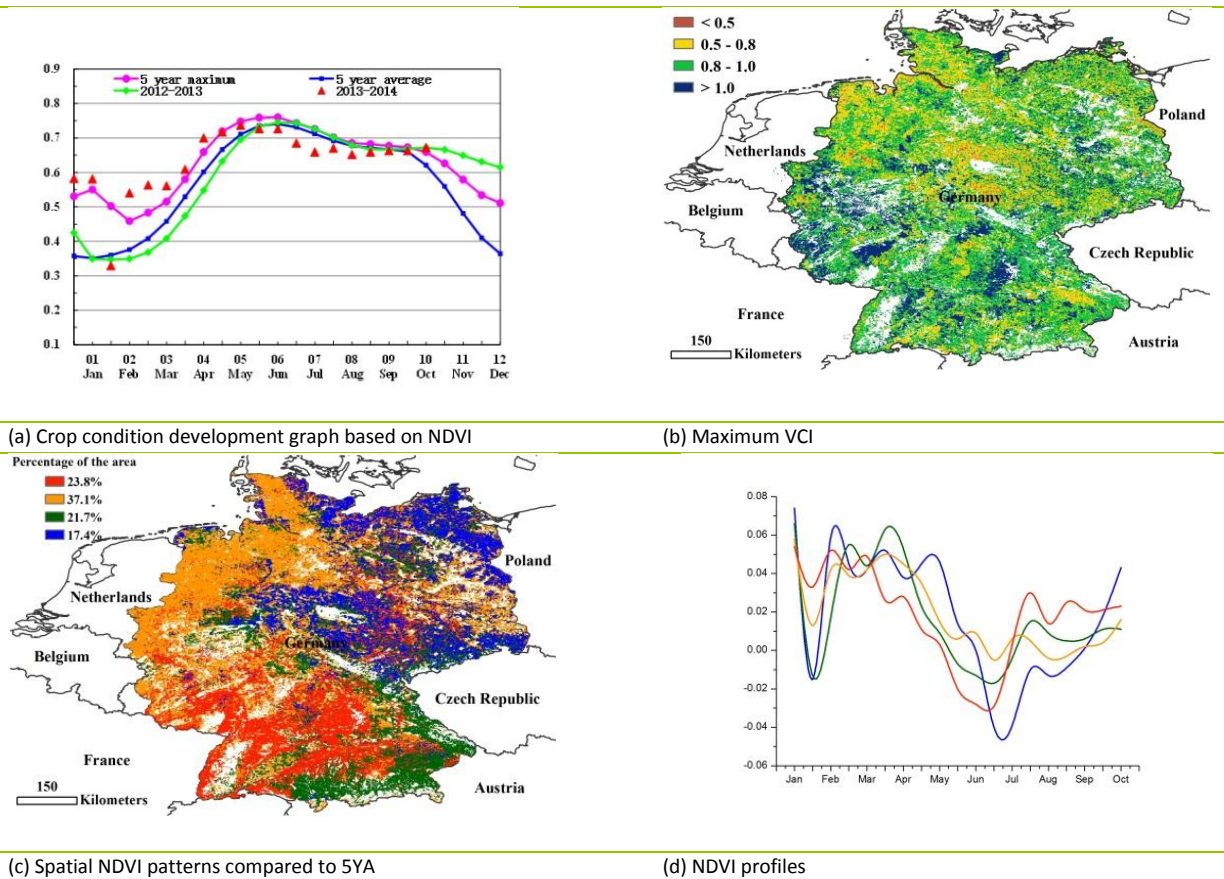 0.9
0.8
0.7
0.6
0.5
0.4
0.3
0.2
0.1
5 year maximum
5 year average
2012-2013
2013-2014
01 02 03 04 05 06 07 08 09 10 11 12
Jan Feb Mar Apr May Jun Jul Aug Sep Oct Nov Dec
< 0.5
0.5 - 0.8
0.8 - 1.0
> 1.0
Netherlands
Poland
Belgium
Germany
Czech Republic
France
Austria
150
Kilometers
(a) Crop condition development graph based on NDVI
(b) Maximum VCI
Percentage of the area
23.8%
37.1%
21.7%
17.4%
Poland
Netherlands
Germany
Belgium
Czech Republic
France
Austria
150
Kilometers
0.08
0.06
0.04
0.02
0.00
-0.02
-0.04
-0.06
Jan Feb Mar Apr May Jun Jul Aug Sep Oct
(c) Spatial NDVI patterns compared to 5YA
(d) NDVI profiles